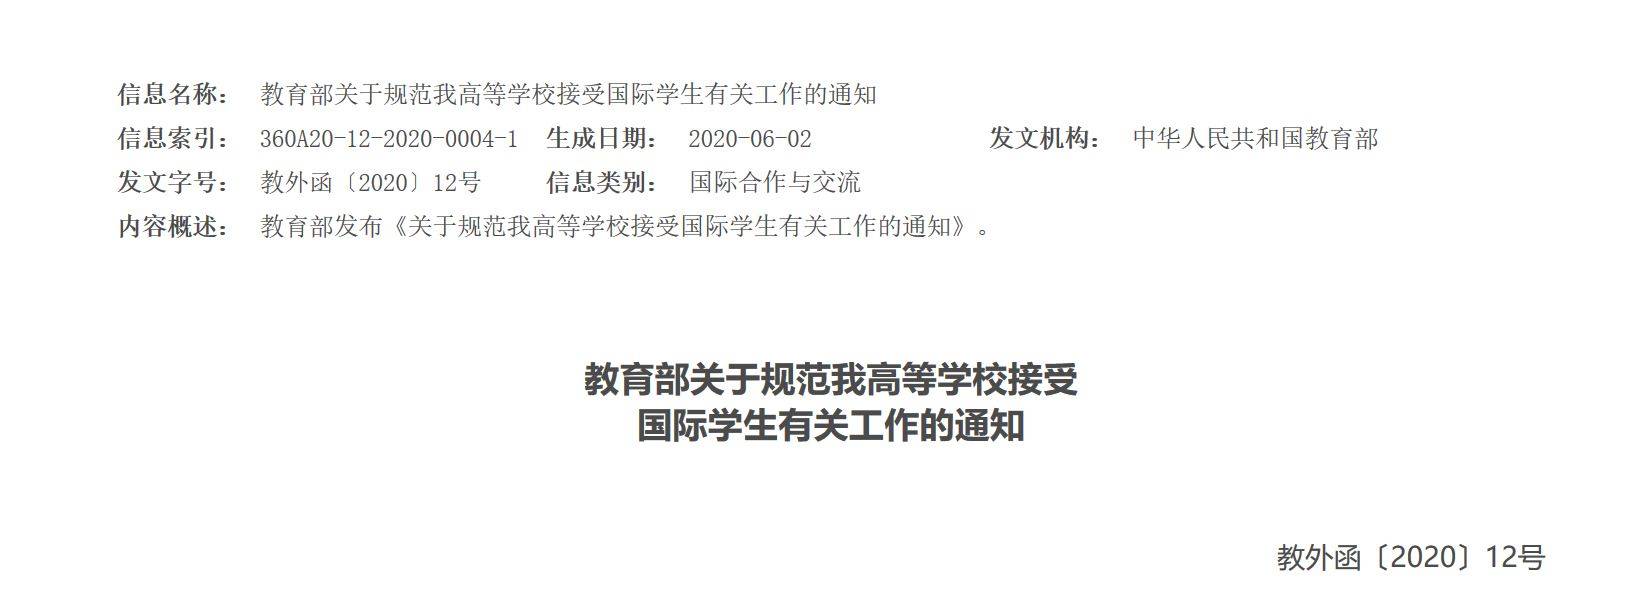 信息名称： 教育部关于规范我高等学校接受国际学生有关工作的通知
信息索引： 360A20-12-2020-0004-1 生成日期： 2020-06-02 发文机构： 中华人民共和国教育部
发文字号： 教外函〔2020〕12号 信息类别： 国际合作与交流
内容概述： 教育部发布《关于规范我高等学校接受国际学生有关工作的通知》。
教育部关于规范我高等学校接受
国际学生有关工作的通知
教外函〔2020〕12号